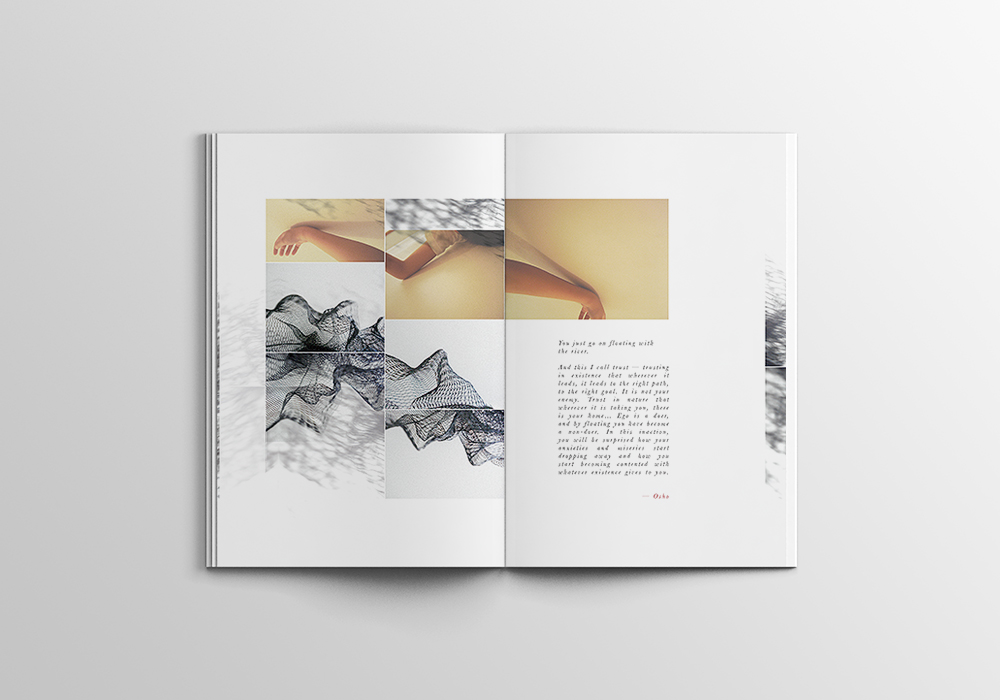 You just go on floating with
the river.
And this I call trust — trusting
in existence that wherever it
leads, it leads to the right path,
to the right goal. It is not your
enemy. Trust in nature that
wherever it is taking you, there
is your home... Ego is a doer,
and by floating you have become
a non-doer. In this inaction,
you will be surprised how your
anxieties and miseries start
dropping away and how you
start becoming contented with
whatever existence gives to you.
— Osho